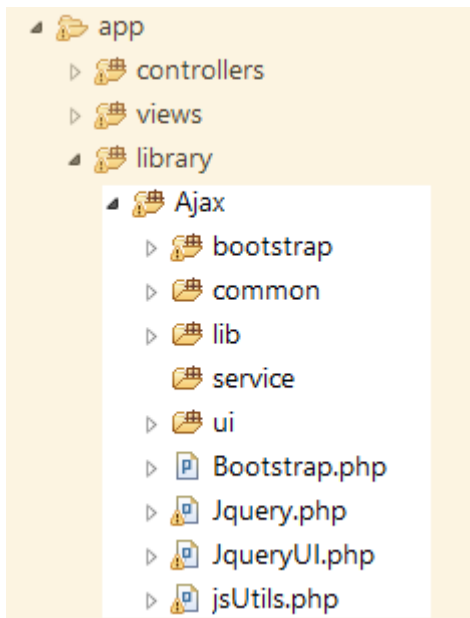 app
controllers
views
library
Ajax
bootstrap
common
lib
service
ui
Bootstrap.php
Jquery.php
JqueryUI.php
jsUtils.php